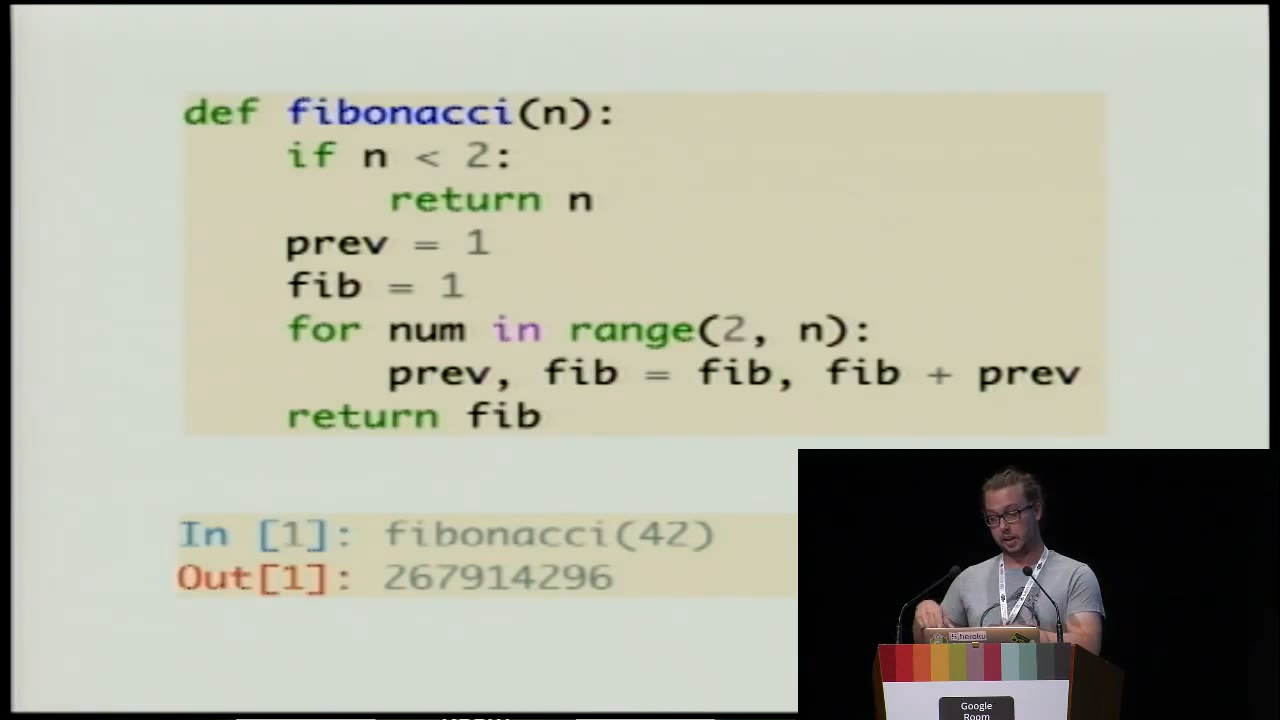 def fibonacci(n):
    if n < 2:
        return n
    prev = 1
    fib = 1
    for num in range(2, n):
        prev, fib = fib, fib + prev
    return fib
In [1]: fibonacci(42)
Out[1]: 267914296
heroku
Google
Room